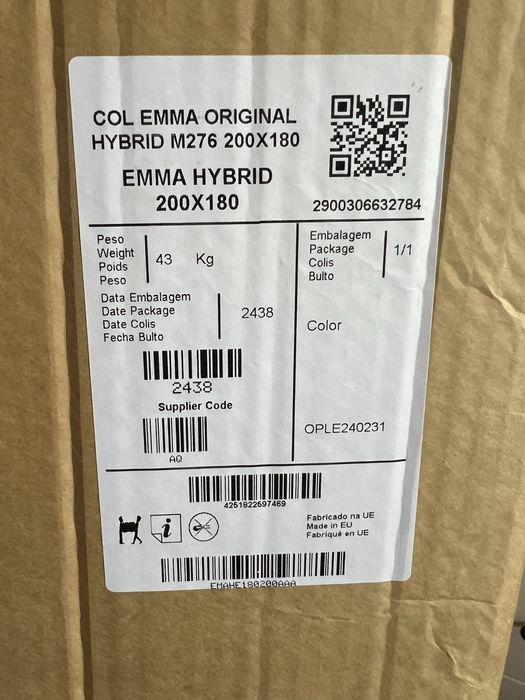 COL EMMA ORIGINAL
HYBRID M276 200X180
EMMA HYBRID
200X180
2900306632784
Peso
Weight
Poids
Peso
43 Kg
Embalagem
Package
Colis
Bulto
1/1
Data Embalagem
Date Package
Date Colis
Fecha Bulto
2438
Color
2438
Supplier Code
AQ
OPLE240231
4251822597469
Fabricado na UE
Made in EU
Fabriqué en UE
EMAHE180200AAA